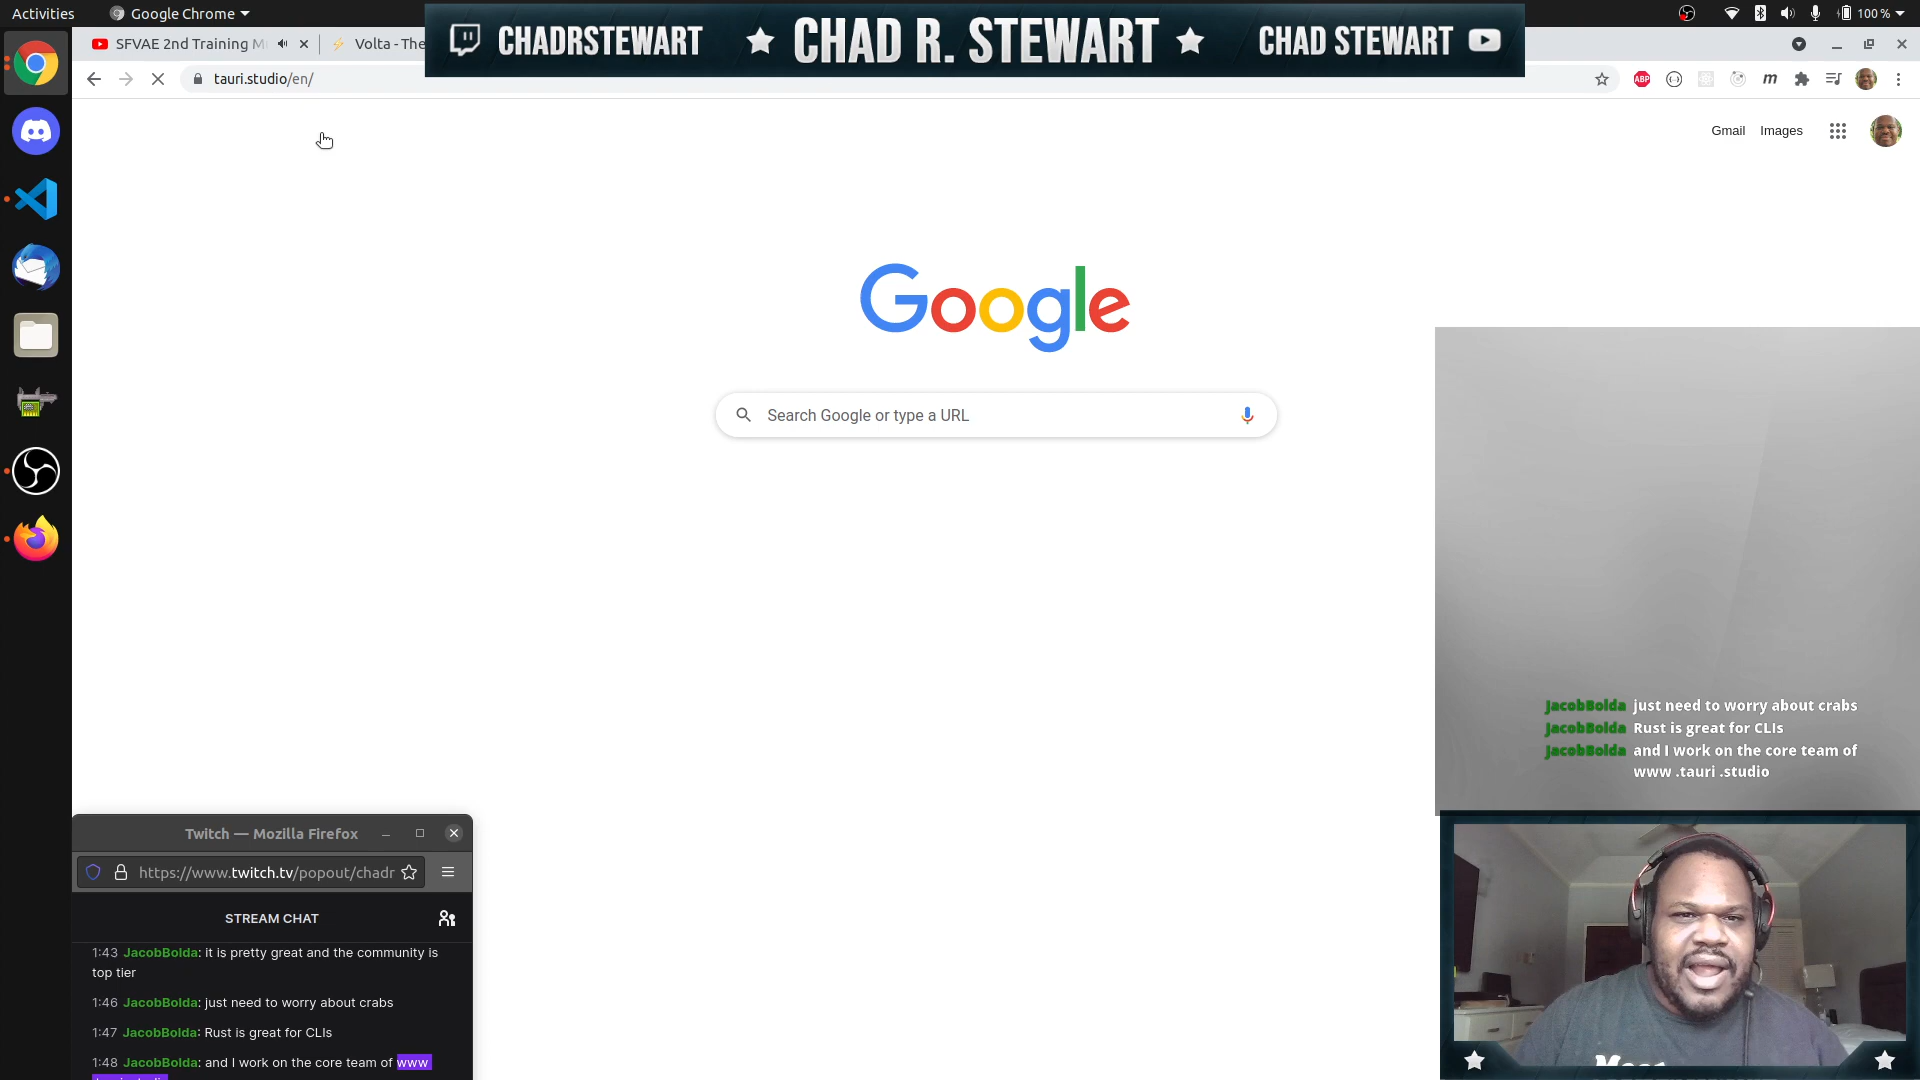 Activities
Google Chrome
100 %
CHADRSTEWART
CHAD R. STEWART
CHAD STEWART
SFVAE 2nd Training
Volta - The
tauri.studio/en/
ABP
m
Gmail
Images
Google
Search Google or type a URL
JacobBolda just need to worry about crabs
JacobBolda Rust is great for CLIs
JacobBolda and I work on the core team of
www .tauri .studio
Twitch — Mozilla Firefox
https://www.twitch.tv/popout/chadr
STREAM CHAT
1:43 JacobBolda: it is pretty great and the community is
top tier
1:46 JacobBolda: just need to worry about crabs
1:47 JacobBolda: Rust is great for CLIs
1:48 JacobBolda: and I work on the core team of www